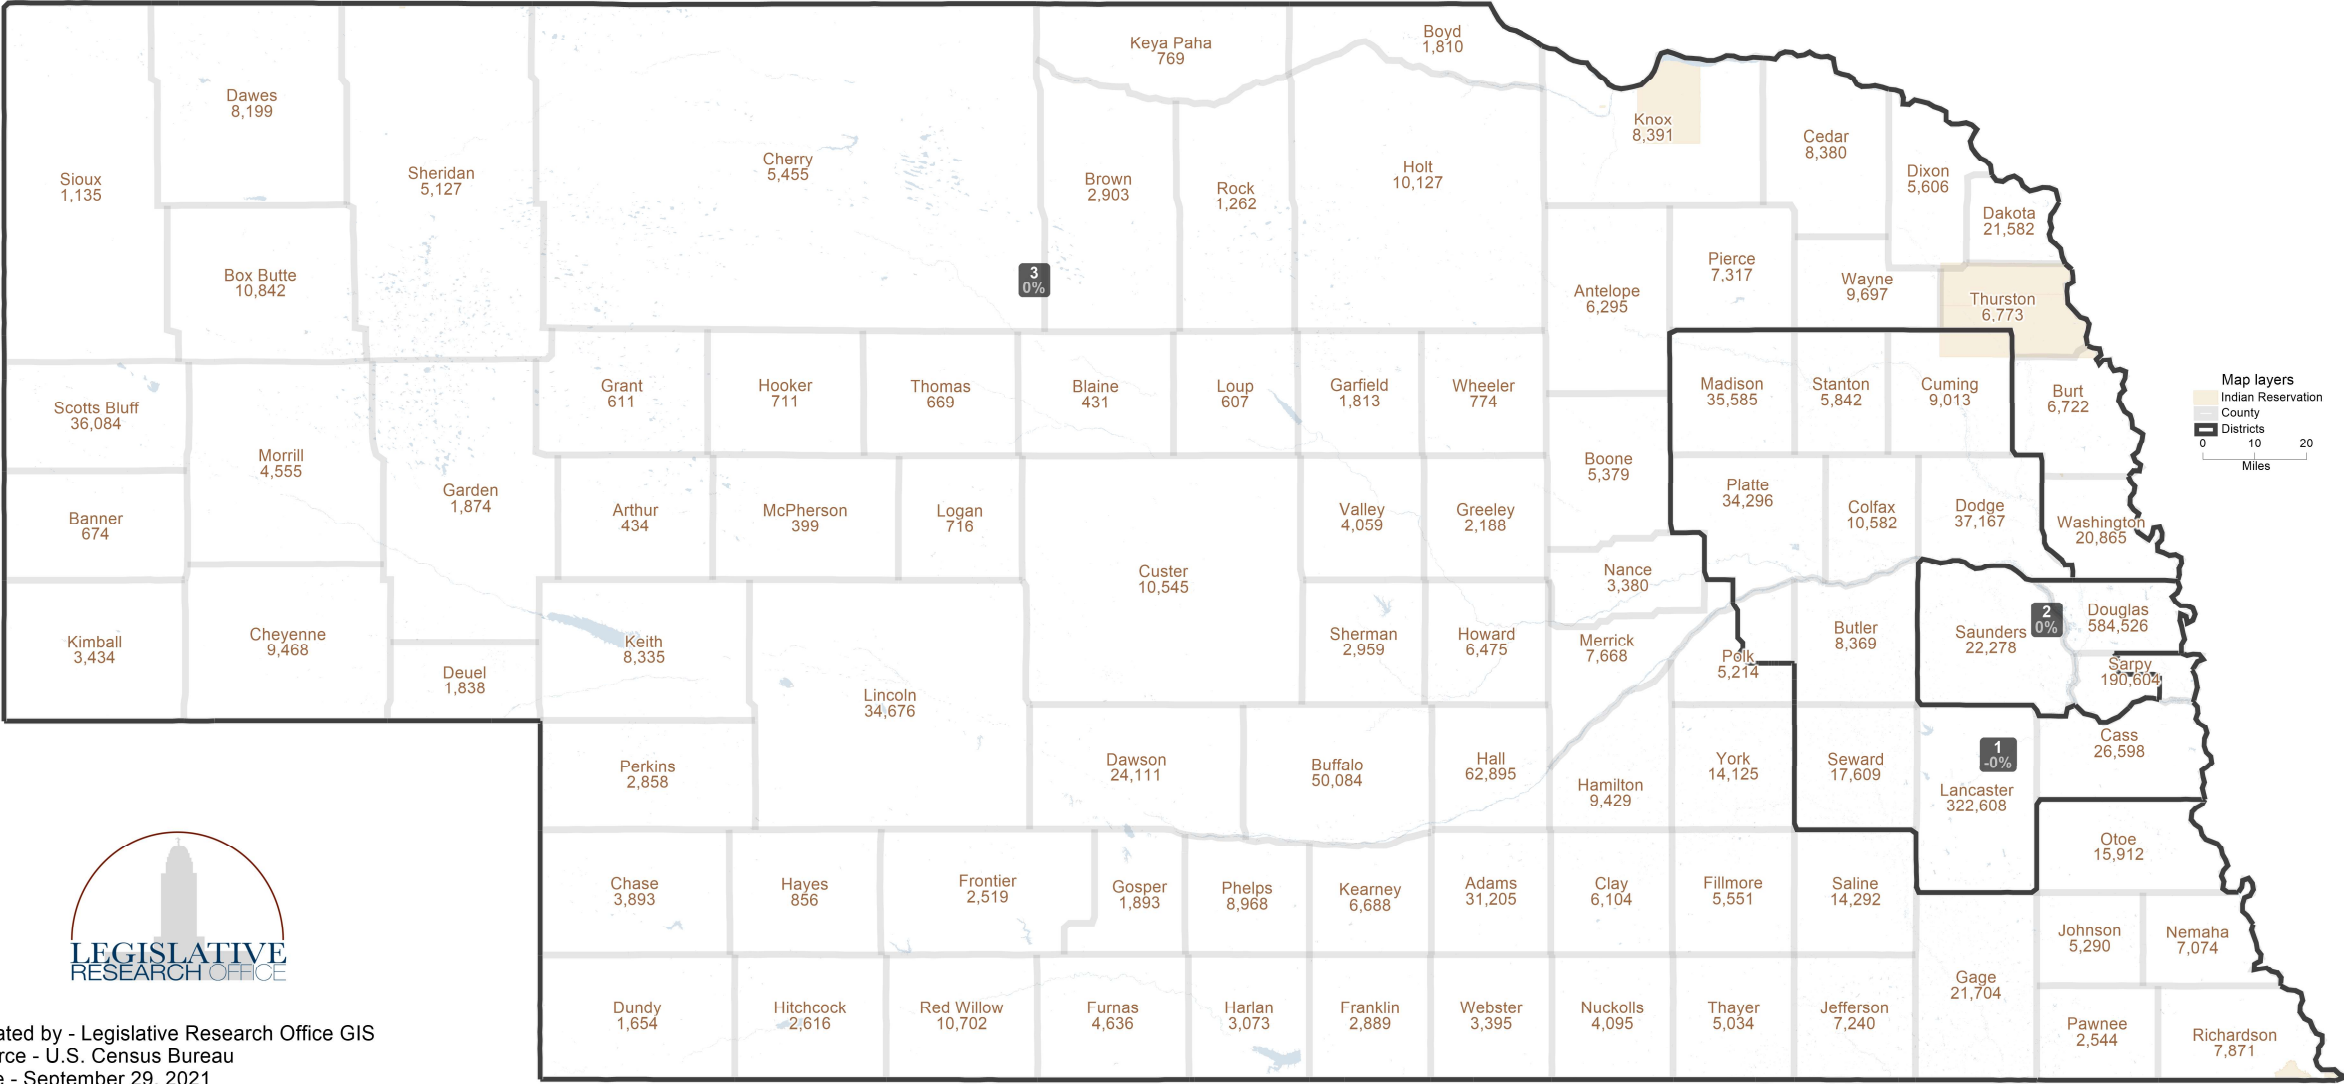 Keya Paha
769
Boyd
1,810
Dawes
8,199
Sioux
1,135
Sheridan
5,127
Cherry
5,455
Brown
2,903
Rock
1,262
Holt
10,127
Knox
8,391
Cedar
8,380
Dixon
5,606
Dakota
21,582
Box Butte
10,842
3
0%
Antelope
6,295
Pierce
7,317
Wayne
9,697
Thurston
6,773
Scotts Bluff
36,084
Morrill
4,555
Garden
1,874
Grant
611
Hooker
711
Thomas
669
Blaine
431
Loup
607
Garfield
1,813
Wheeler
774
Boone
5,379
Madison
35,585
Stanton
5,842
Cuming
9,013
Burt
6,722
Map layers
Indian Reservation
County
Districts
0 10 20
Miles
Banner
674
Arthur
434
McPherson
399
Logan
716
Custer
10,545
Valley
4,059
Greeley
2,188
Nance
3,380
Platte
34,296
Colfax
10,582
Dodge
37,167
Washington
20,865
Kimball
3,434
Cheyenne
9,468
Deuel
1,838
Keith
8,335
Lincoln
34,676
Sherman
2,959
Howard
6,475
Merrick
7,668
Polk
5,214
Butler
8,369
Saunders
22,278
2
0%
Douglas
584,526
Sarpy
190,604
Perkins
2,858
Dawson
24,111
Buffalo
50,084
Hall
62,895
Hamilton
9,429
York
14,125
Seward
17,609
1
-0%
Lancaster
322,608
Cass
26,598
Otoe
15,912
Chase
3,893
Hayes
856
Frontier
2,519
Gosper
1,893
Phelps
8,968
Kearney
6,688
Adams
31,205
Clay
6,104
Fillmore
5,551
Saline
14,292
Johnson
5,290
Nemaha
7,074
Dundy
1,654
Hitchcock
2,616
Red Willow
10,702
Furnas
4,636
Harlan
3,073
Franklin
2,889
Webster
3,395
Nuckolls
4,095
Thayer
5,034
Jefferson
7,240
Gage
21,704
Pawnee
2,544
Richardson
7,871
LEGISLATIVE
RESEARCH OFFICE
ated by - Legislative Research Office GIS
rce - U.S. Census Bureau
e - September 29, 2021